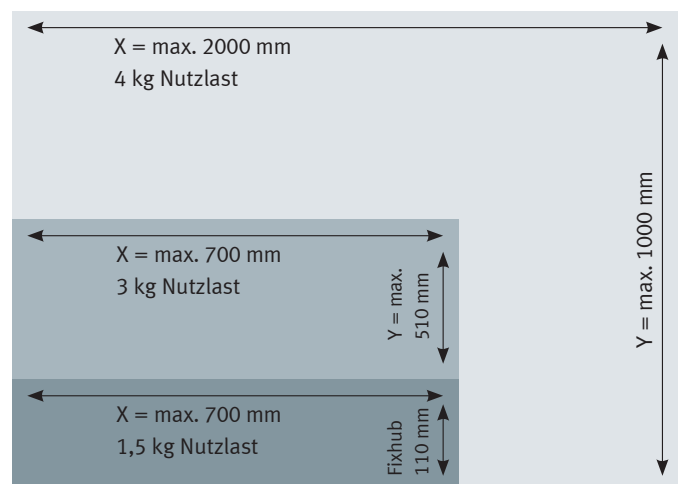 X = max. 2000 mm
4 kg Nutzlast
Y = max. 1000 mm
X = max. 700 mm
3 kg Nutzlast
Y = max.
510 mm
X = max. 700 mm
1,5 kg Nutzlast
Fixhub
110 mm